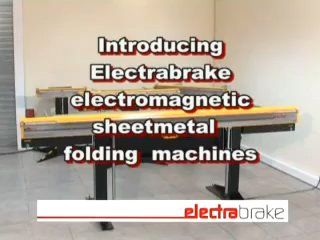 Introducing
Electrabrake
electromagnetic
sheetmetal
folding machines
electrabrake